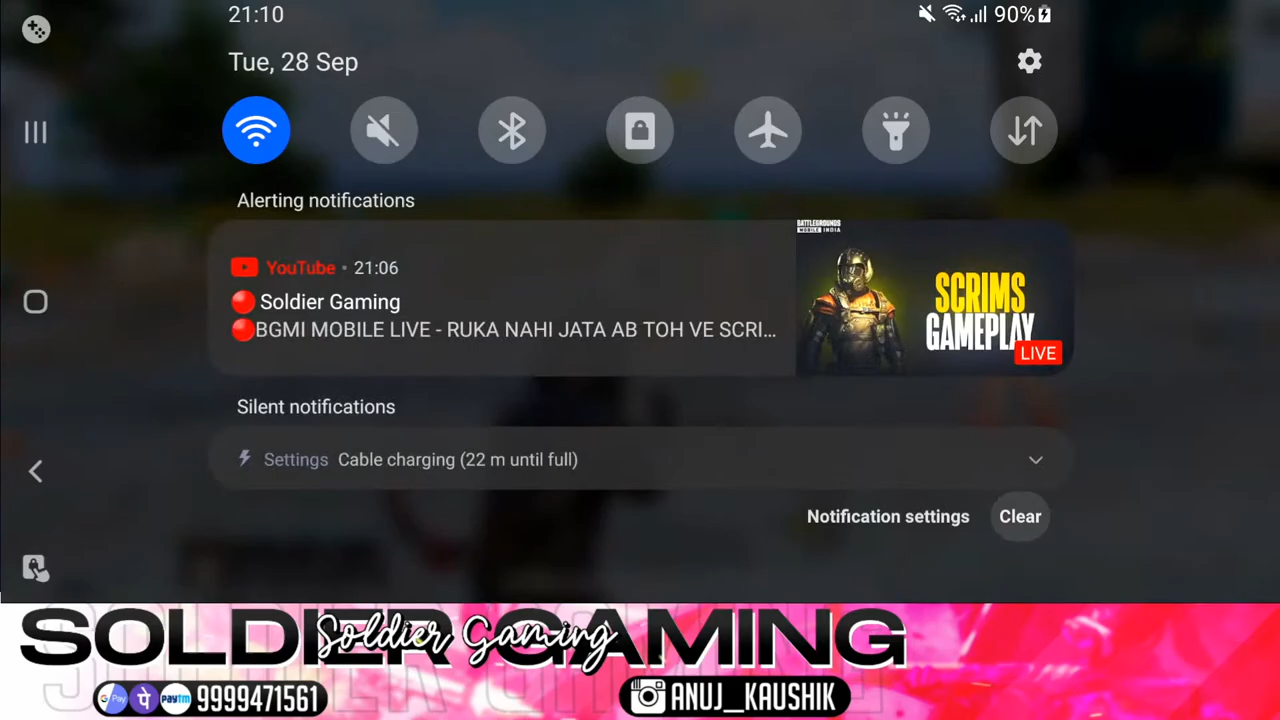 21:10
90%
Tue, 28 Sep
Alerting notifications
YouTube • 21:06
Soldier Gaming
BGMI MOBILE LIVE - RUKA NAHI JATA AB TOH VE SCRI...
BATTLEGROUNDS
MOBILE INDIA
SCRIMS
GAMEPLAY
LIVE
Silent notifications
Settings Cable charging (22 m until full)
Notification settings Clear
SOLDIER GAMING
Soldier Gaming
G Pay पे paytm 9999471561
ANUJ_KAUSHIK